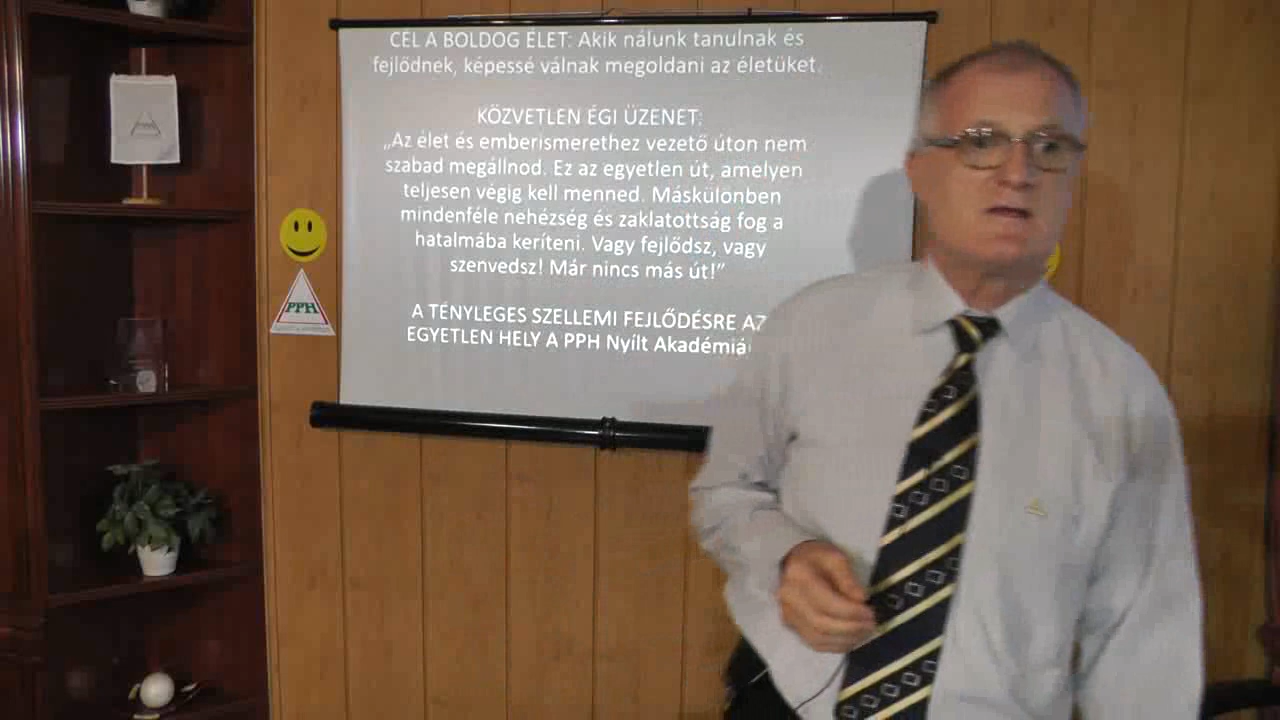 CÉL A BOLDOG ÉLET: Akik nálunk tanulnak és
fejlődnek, képessé válnak megoldani az életüket.
KÖZVETLEN ÉGI ÜZENET:
„Az élet és emberismerethez vezető úton nem
szabad megállnod. Ez az egyetlen út, amelyen
teljesen végig kell menned. Máskülönben
mindenféle nehézség és zaklatottság fog a
hatalmába keríteni. Vagy fejlődsz, vagy
szenvedsz! Már nincs más út!”
A TÉNYLEGES SZELLEMI FEJLŐDÉSRE AZ
EGYETLEN HELY A PPH Nyílt Akadémiá
PPH